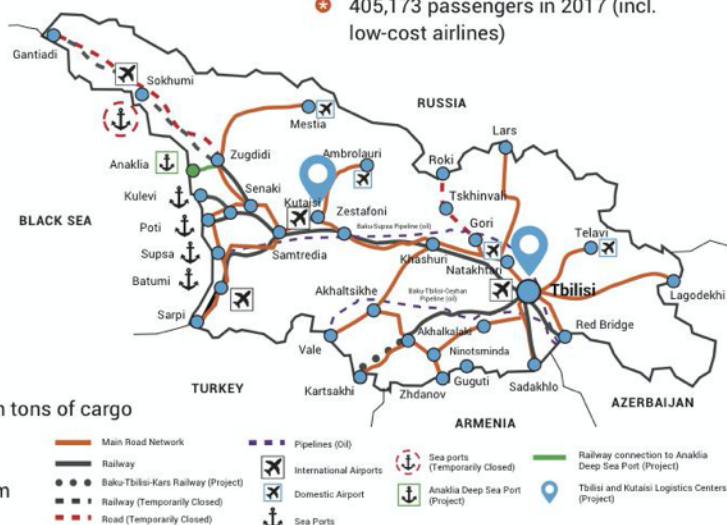 405,173 passengers in 2017 (incl.
low-cost airlines)
Gantiadi
Sokhumi
RUSSIA
Mestia
Lars
Anaklia
Zugdidi
Ambrolauri
Roki
Kulevi
Senaki
Kutaisi
Tskhinvali
Zestafoni
BLACK SEA
Poti
Baku-Supsa Pipeline (oil)
Gori
Telavi
Supsa
Samtredia
Khashuri
Natakhtari
Batumi
Akhaltsikhe
Baku-Tbilisi-Ceyhan
Pipeline (oil)
Tbilisi
Lagodekhi
Sarpi
Akhalkalaki
Red Bridge
Vale
Ninotsminda
Kartsakhi
Zhdanov
Guguti
Sadakhlo
TURKEY
AZERBAIJAN
ARMENIA
tons of cargo
Main Road Network
Railway
Baku-Tbilisi-Kars Railway (Project)
Railway (Temporarily Closed)
Road (Temporarily Closed)
Pipelines (Oil)
International Airports
Domestic Airport
Sea Ports
Sea ports
(Temporarily Closed)
Anaklia Deep Sea Port
(Project)
Railway connection to Anaklia
Deep Sea Port (Project)
Tbilisi and Kutaisi Logistics Centers
(Project)